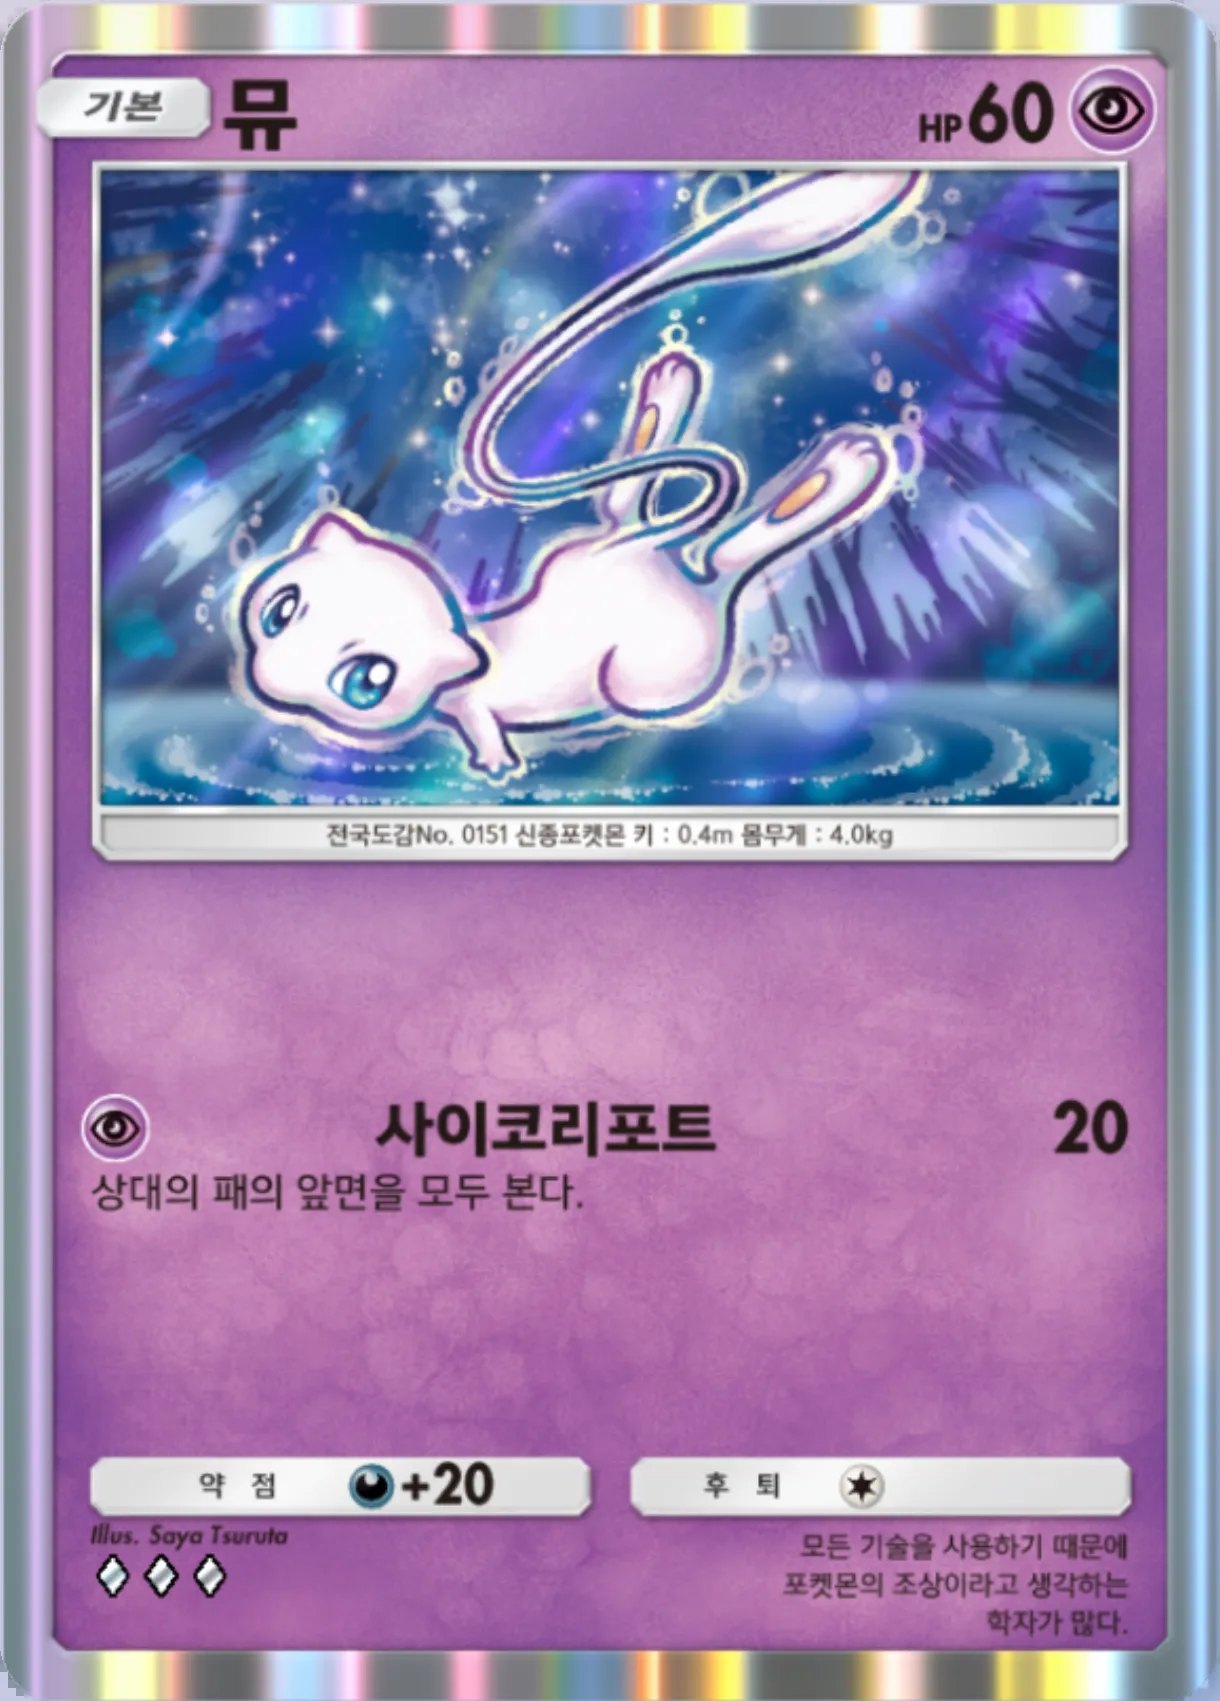 기본 뮤 HP60
전국도감No. 0151 신종포켓몬 키 : 0.4m 몸무게 : 4.0kg
사이코리포트 20
상대의 패의 앞면을 모두 본다.
약 점 +20 후 퇴
Illus. Saya Tsuruta
모든 기술을 사용하기 때문에
포켓몬의 조상이라고 생각하는
학자가 많다.